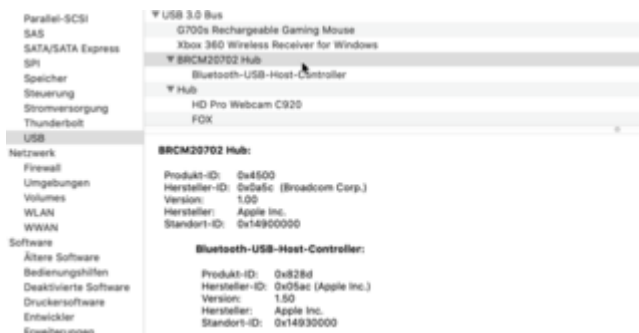 Parallel-SCSI
SAS
SATA/SATA Express
SPI
Speicher
Steuerung
Stromversorgung
Thunderbolt
USB
Netzwerk
Firewall
Umgebungen
Volumes
WLAN
WWAN
Software
Ältere Software
Bedienungshilfen
Deaktivierte Software
Druckersoftware
Entwickler
Erweiterungen
USB 3.0 Bus
G700s Rechargeable Gaming Mouse
Xbox 360 Wireless Receiver for Windows
BRCM20702 Hub
Bluetooth-USB-Host-Controller
Hub
HD Pro Webcam C920
FOX
BRCM20702 Hub:
Produkt-ID: 0x4500
Hersteller-ID: 0x0a5c (Broadcom Corp.)
Version: 1.00
Hersteller: Apple Inc.
Standort-ID: 0x14900000
Bluetooth-USB-Host-Controller:
Produkt-ID: 0x828d
Hersteller-ID: 0x05ac (Apple Inc.)
Version: 1.50
Hersteller: Apple Inc.
Standort-ID: 0x14930000